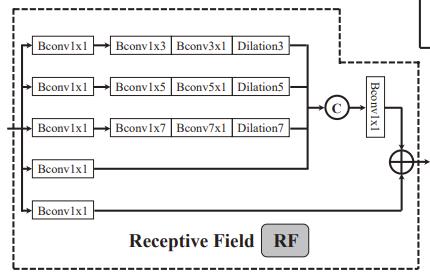 Bconv1x1 Bconv1x3 Bconv3x1 Dilation3
Bconv1x1 Bconv1x5 Bconv5x1 Dilation5
Bconv1x1 Bconv1x7 Bconv7x1 Dilation7
Bconv1x1
Bconv1x1
C
Bconv1x1
Receptive Field RF